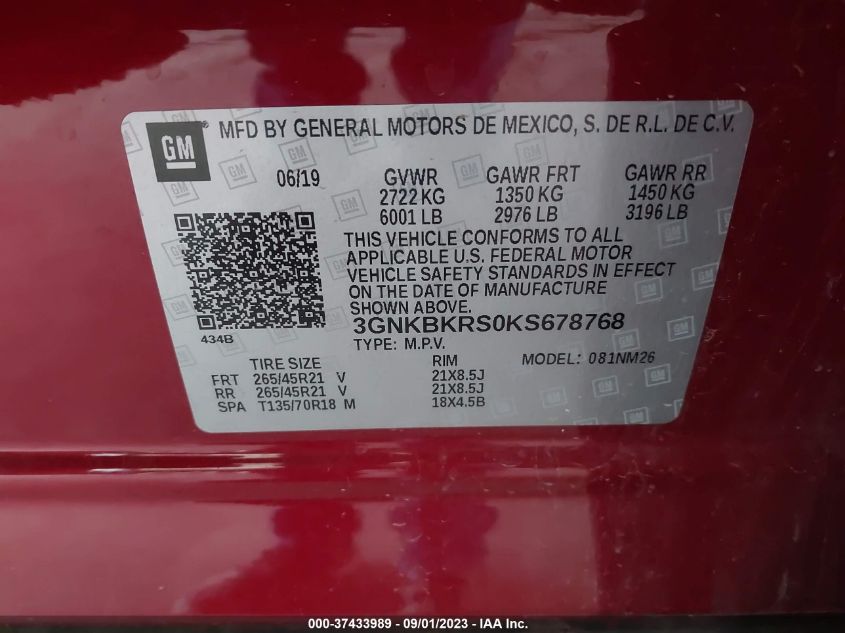 GM® MFD BY GENERAL MOTORS DE MEXICO, S. DE R.L. DE C.V.
06/19 GVWR GAWR FRT GAWR RR
2722 KG 1350 KG 1450 KG
6001 LB 2976 LB 3196 LB
THIS VEHICLE CONFORMS TO ALL
APPLICABLE U.S. FEDERAL MOTOR
VEHICLE SAFETY STANDARDS IN EFFECT
ON THE DATE OF MANUFACTURE
SHOWN ABOVE.
434B 3GNKBKRS0KS678768
TYPE: M.P.V.
TIRE SIZE RIM MODEL: 081NM26
FRT 265/45R21 V 21X8.5J
RR 265/45R21 V 21X8.5J
SPA T135/70R18 M 18X4.5B
000-37433989 - 09/01/2023 - IAA Inc.